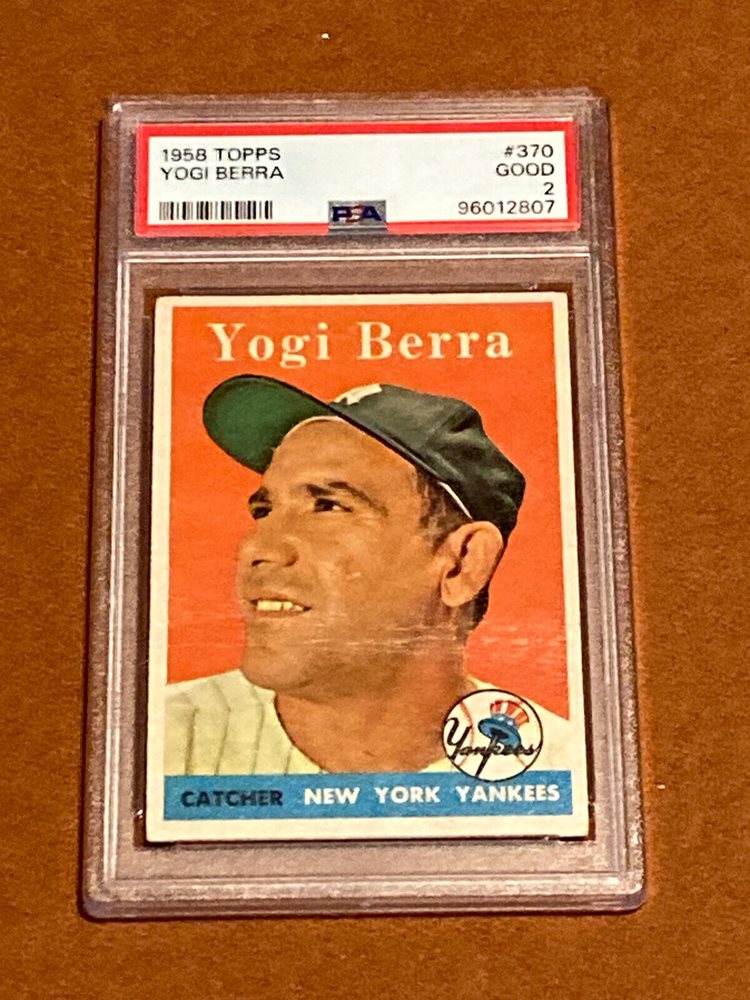 1958 TOPPS #370
YOGI BERRA GOOD
2
PSA 96012807
Yogi Berra
Yankees
CATCHER NEW YORK YANKEES